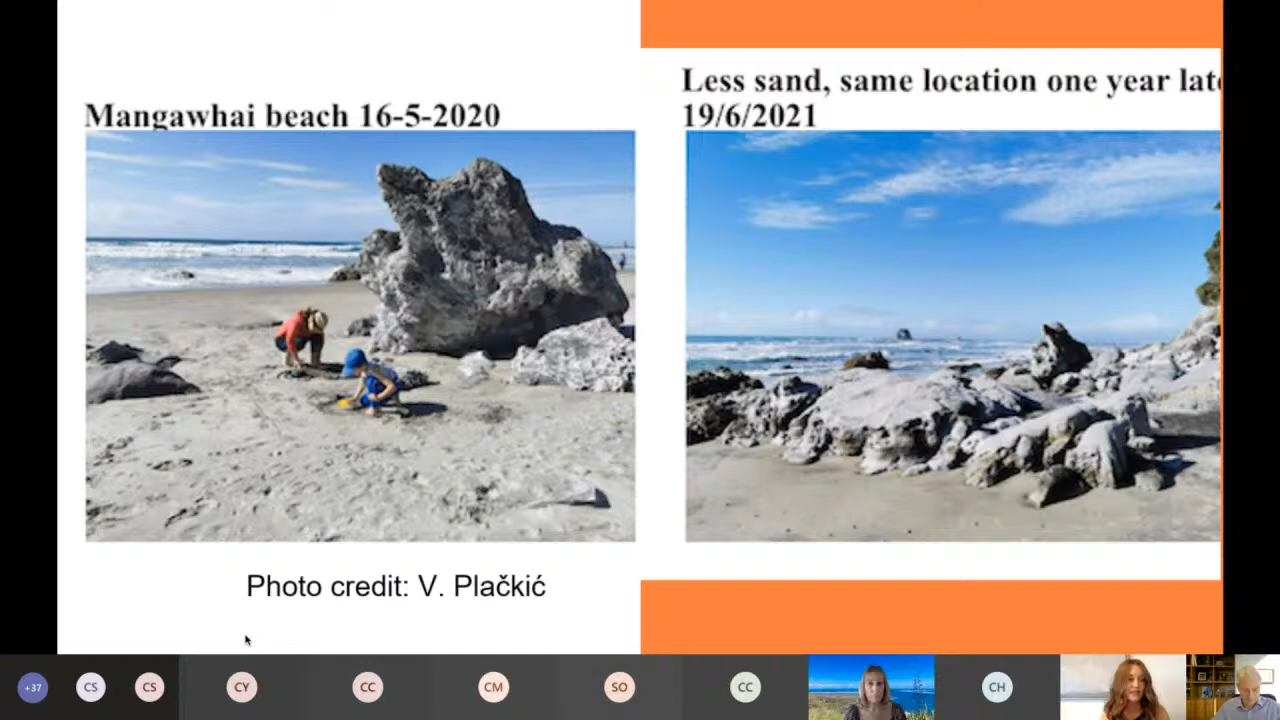 Mangawhai beach 16-5-2020
Less sand, same location one year late
19/6/2021
Photo credit: V. Plačkić
+37
CS
CS
CY
CC
CM
SO
CC
CH